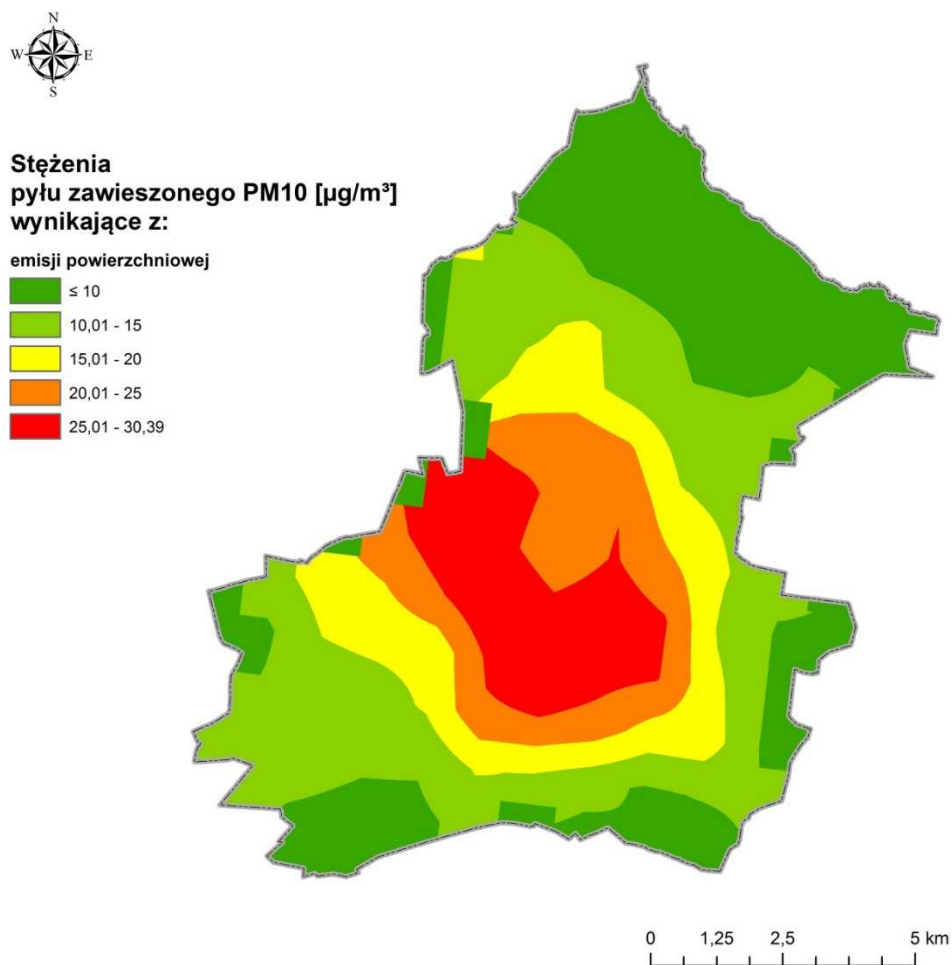 N
W E
S
Stężenia
pyłu zawieszonego PM10 [µg/m³]
wynikające z:
emisji powierzchniowej
≤ 10
10,01 - 15
15,01 - 20
20,01 - 25
25,01 - 30,39
0 1,25 2,5 5 km